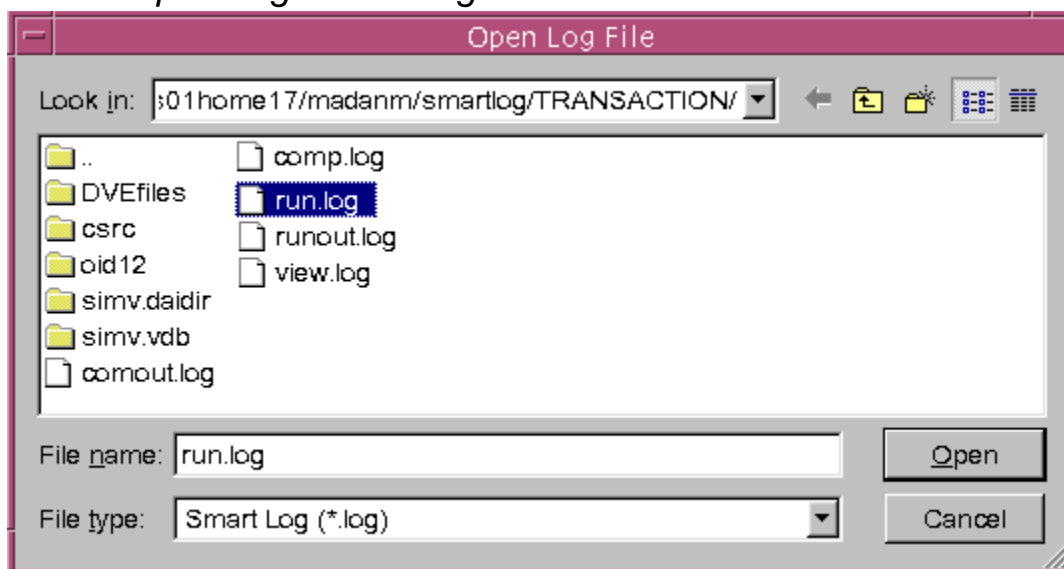 Open Log File
Look in: 01home17/madanm/smartlog/TRANSACTION/
..
DVEfiles
csrc
oid12
simv.daidir
simv.vdb
comout.log
comp.log
run.log
runout.log
view.log
File name: run.log
Open
File type: Smart Log (*.log)
Cancel